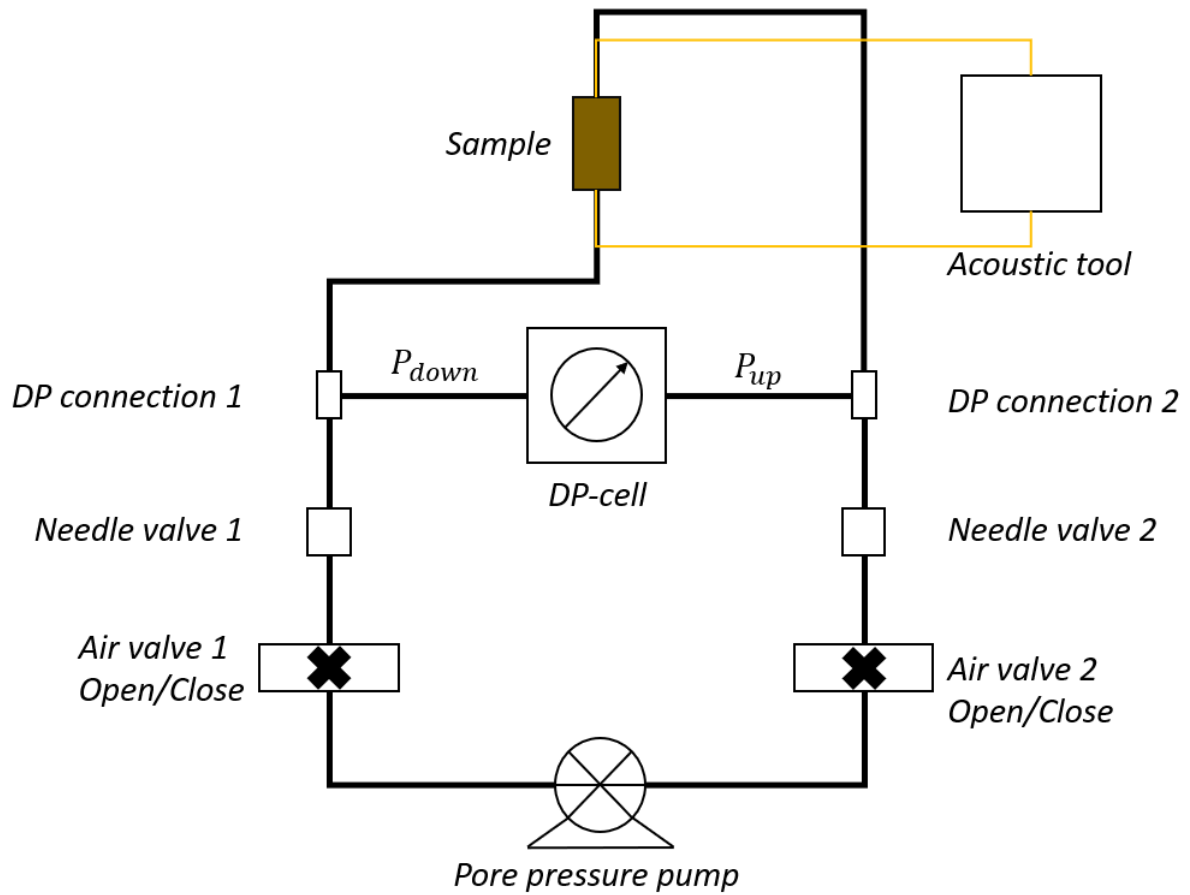 Sample
Acoustic tool
P_down
P_up
DP connection 1
DP connection 2
DP-cell
Needle valve 1
Needle valve 2
Air valve 1
Open/Close
Air valve 2
Open/Close
Pore pressure pump